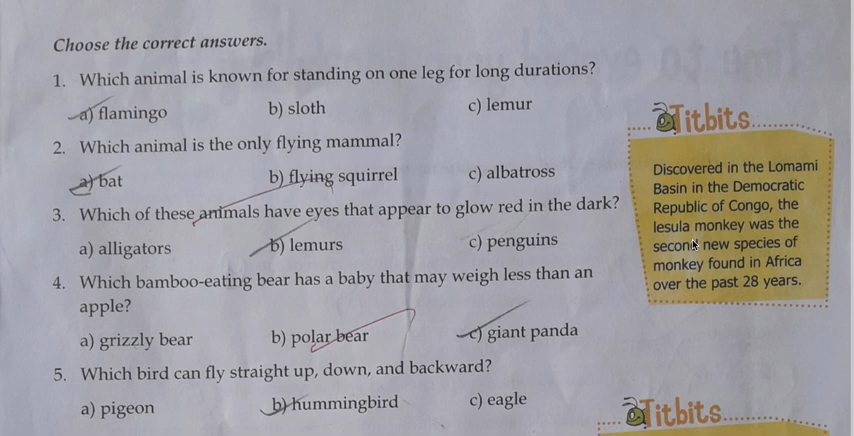 Choose the correct answers.
1. Which animal is known for standing on one leg for long durations?
a) flamingo b) sloth c) lemur
2. Which animal is the only flying mammal?
a) bat b) flying squirrel c) albatross
3. Which of these animals have eyes that appear to glow red in the dark?
a) alligators b) lemurs c) penguins
4. Which bamboo-eating bear has a baby that may weigh less than an
apple?
a) grizzly bear b) polar bear c) giant panda
5. Which bird can fly straight up, down, and backward?
a) pigeon b) hummingbird c) eagle
Titbits
Discovered in the Lomami
Basin in the Democratic
Republic of Congo, the
lesula monkey was the
second new species of
monkey found in Africa
over the past 28 years.
Titbits